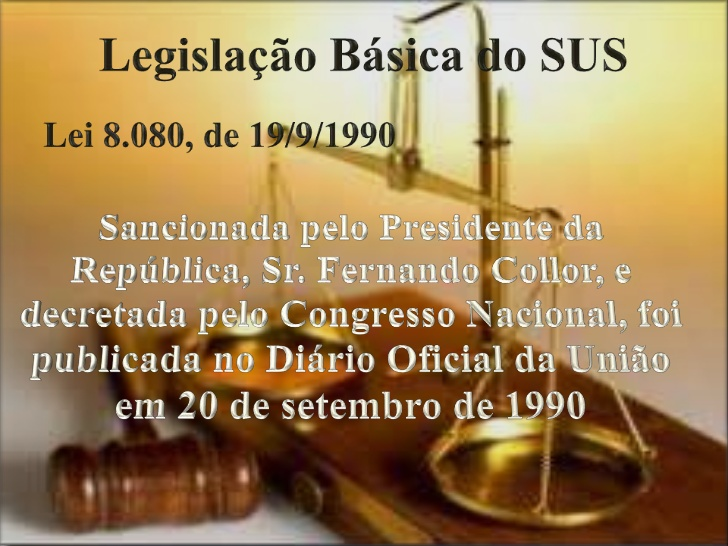 Legislação Básica do SUS
Lei 8.080, de 19/9/1990
Sancionada pelo Presidente da
República, Sr. Fernando Collor, e
decretada pelo Congresso Nacional, foi
publicada no Diário Oficial da União
em 20 de setembro de 1990